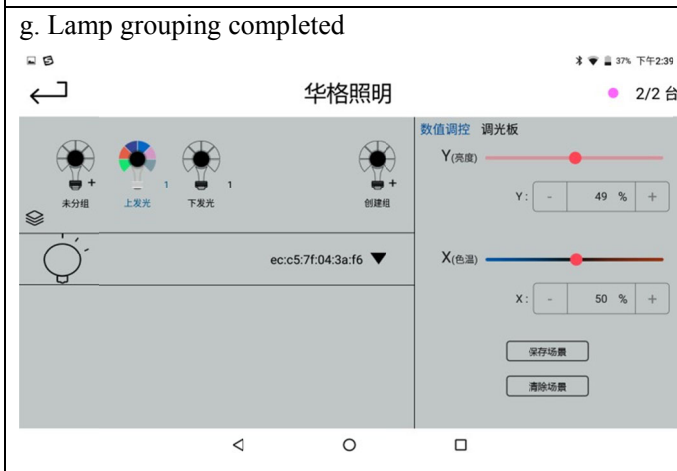 g. Lamp grouping completed
37% 下午2:39
华格照明
2/2 台
数值调控 调光板
Y(亮度)
Y: - 49 % +
未分组
上发光 1
下发光 1
创建组
ec:c5:7f:04:3a:f6
X(色温)
X: - 50 % +
保存场景
清除场景